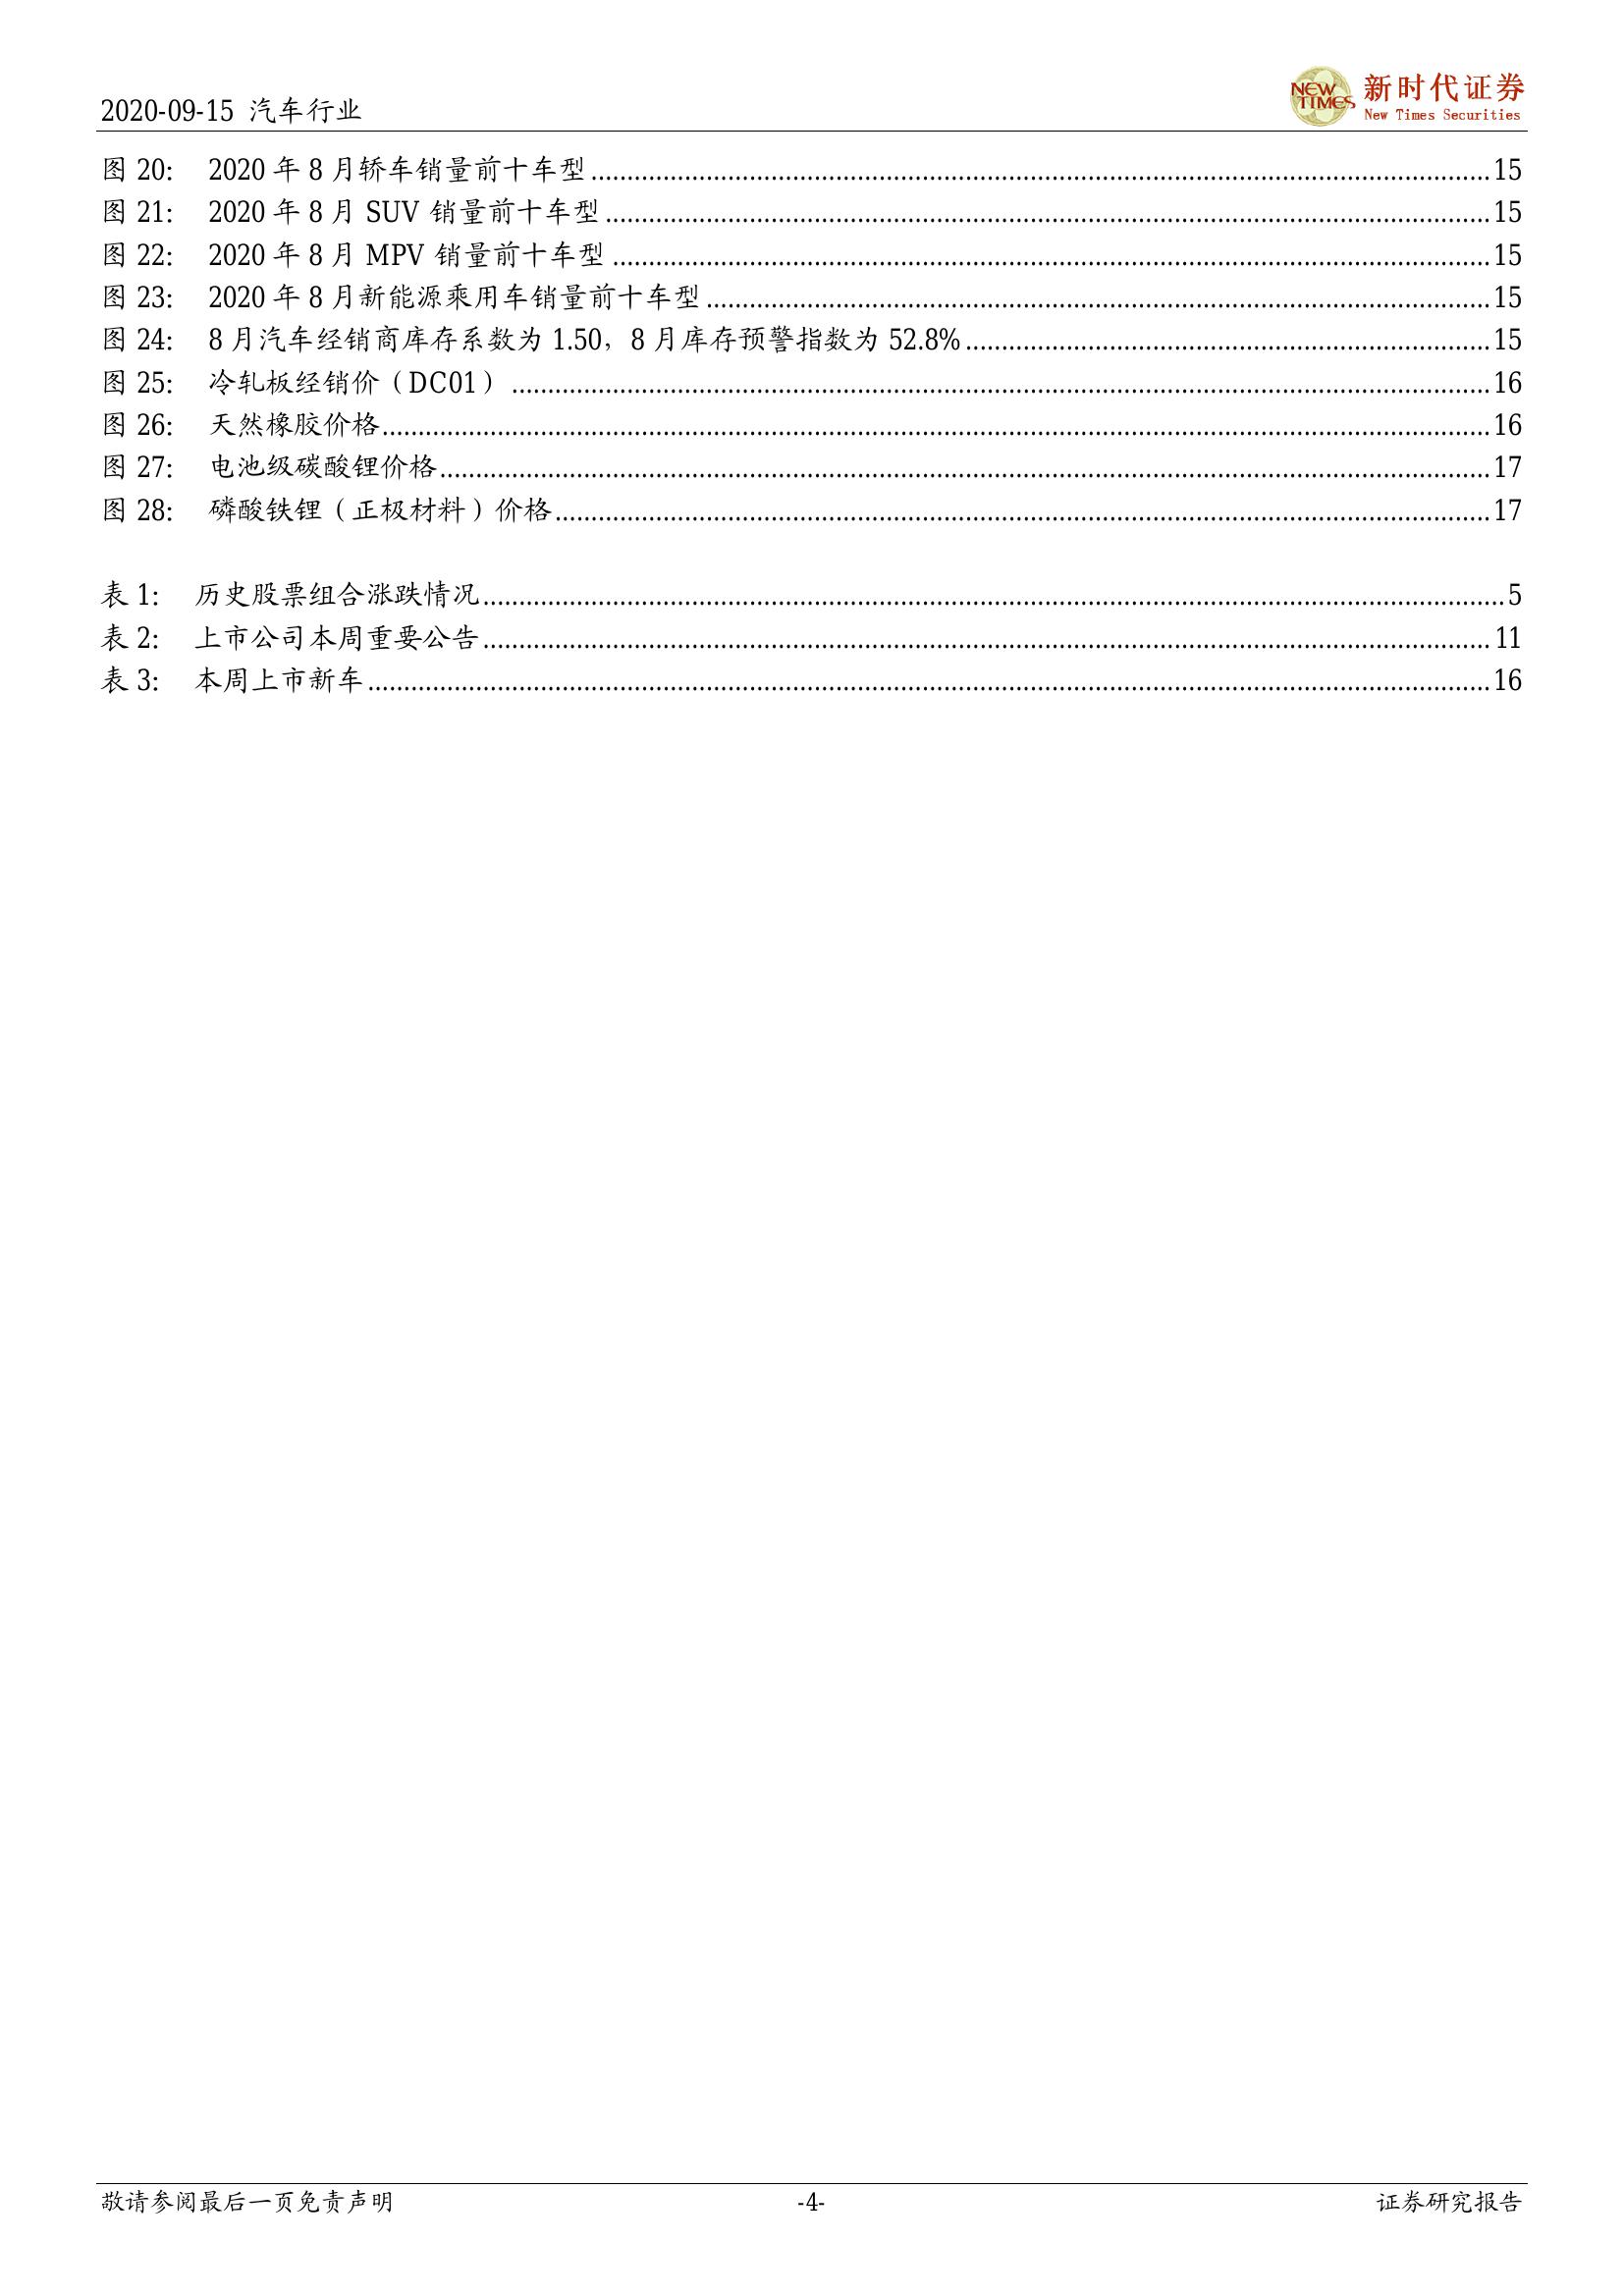 2020-09-15 汽车行业
NEW TIMES 新时代证券
New Times Securities
图 20: 2020 年 8 月轿车销量前十车型 15
图 21: 2020 年 8 月 SUV 销量前十车型 15
图 22: 2020 年 8 月 MPV 销量前十车型 15
图 23: 2020 年 8 月新能源乘用车销量前十车型 15
图 24: 8 月汽车经销商库存系数为 1.50，8 月库存预警指数为 52.8% 15
图 25: 冷轧板经销价（DC01） 16
图 26: 天然橡胶价格 16
图 27: 电池级碳酸锂价格 17
图 28: 磷酸铁锂（正极材料）价格 17
表 1: 历史股票组合涨跌情况 5
表 2: 上市公司本周重要公告 11
表 3: 本周上市新车 16
敬请参阅最后一页免责声明 -4- 证券研究报告